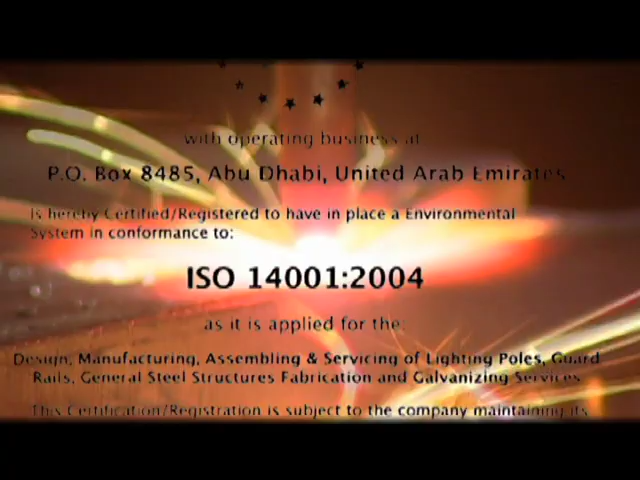 with operating business at
P.O. Box 8485, Abu Dhabi, United Arab Emirates
Is hereby Certified/Registered to have in place a Environmental
System in conformance to:
ISO 14001:2004
as it is applied for the:
Design, Manufacturing, Assembling & Servicing of Lighting Poles, Guard
Rails, General Steel Structures Fabrication and Galvanizing Services
This Certification/Registration is subject to the company maintaining its